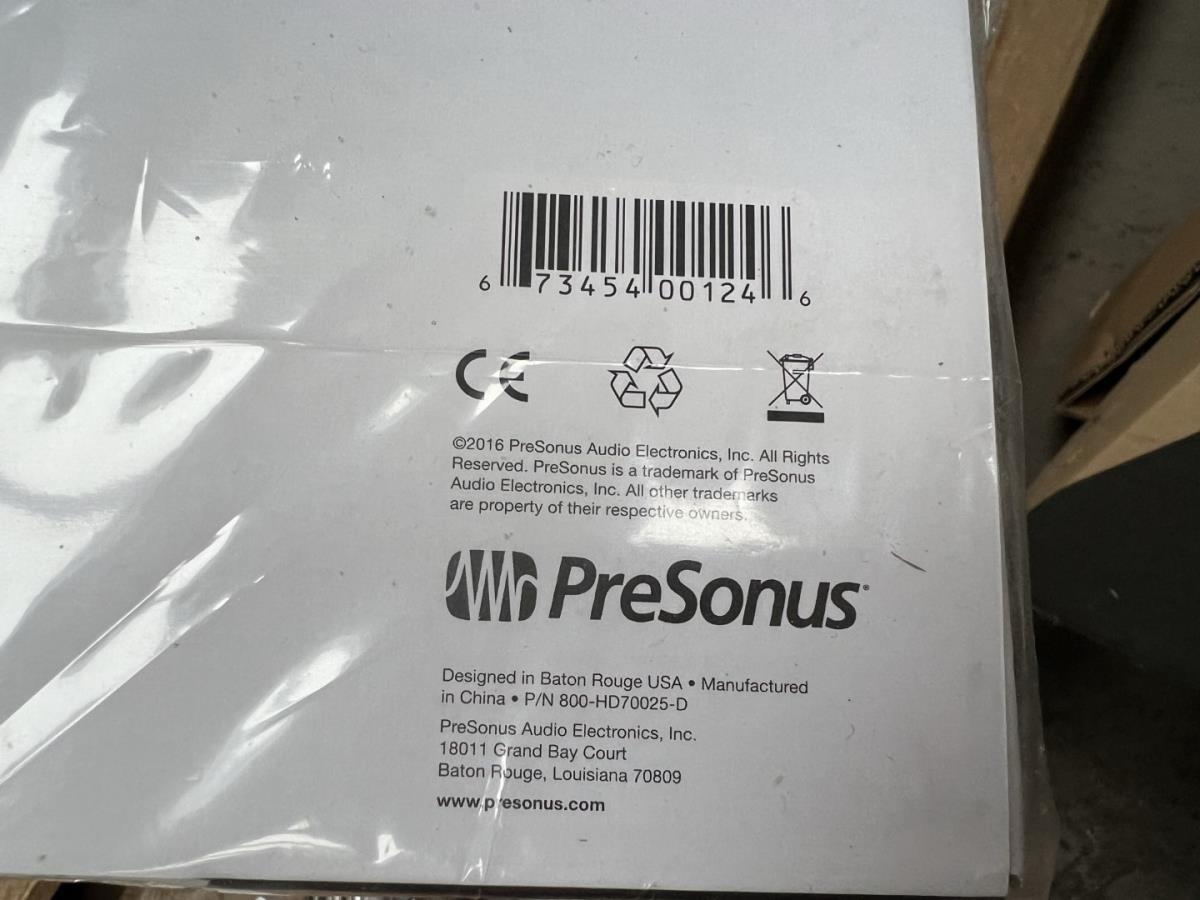 6 73454 00124 6
CE
©2016 PreSonus Audio Electronics, Inc. All Rights
Reserved. PreSonus is a trademark of PreSonus
Audio Electronics, Inc. All other trademarks
are property of their respective owners.
PreSonus®
Designed in Baton Rouge USA • Manufactured
in China • P/N 800-HD70025-D
PreSonus Audio Electronics, Inc.
18011 Grand Bay Court
Baton Rouge, Louisiana 70809
www.presonus.com